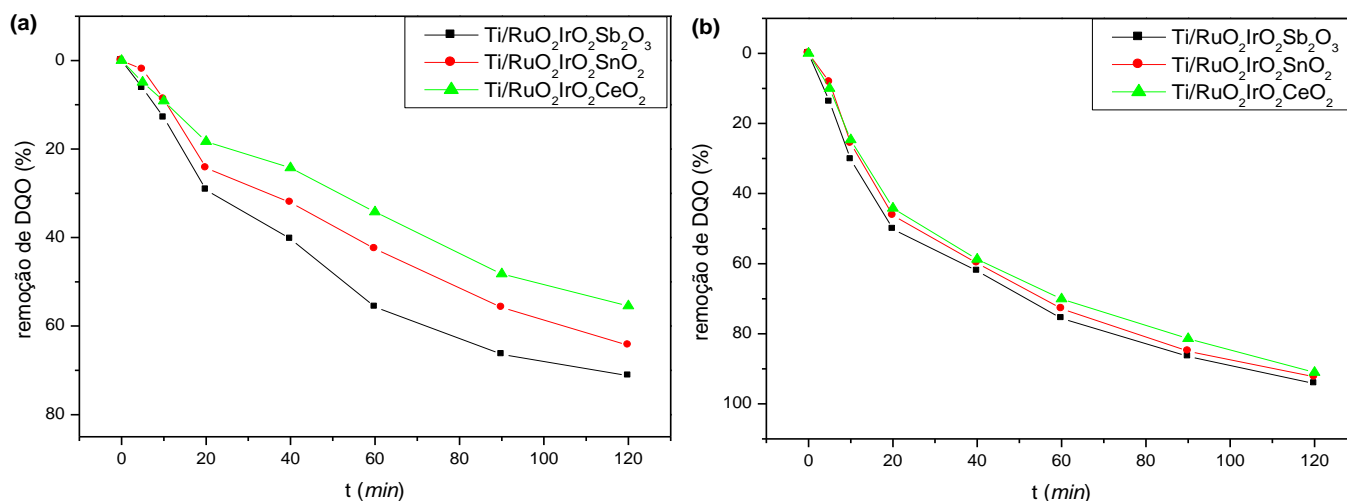 (a)
Ti/RuO₂IrO₂Sb₂O₃
Ti/RuO₂IrO₂SnO₂
Ti/RuO₂IrO₂CeO₂
remoção de DQO (%)
0
20
40
60
80
0 20 40 60 80 100 120
t (min)
(b)
Ti/RuO₂IrO₂Sb₂O₃
Ti/RuO₂IrO₂SnO₂
Ti/RuO₂IrO₂CeO₂
remoção de DQO (%)
0
20
40
60
80
100
0 20 40 60 80 100 120
t (min)